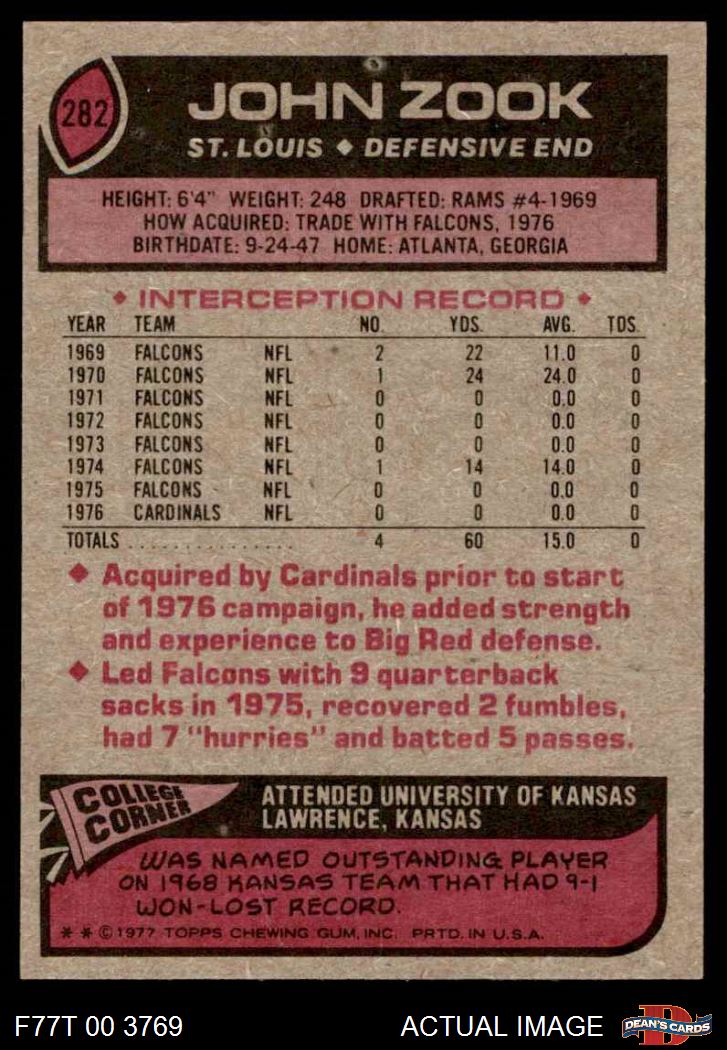 282
JOHN ZOOK
ST. LOUIS ◆ DEFENSIVE END
HEIGHT: 6'4" WEIGHT: 248 DRAFTED: RAMS #4-1969
HOW ACQUIRED: TRADE WITH FALCONS, 1976
BIRTHDATE: 9-24-47 HOME: ATLANTA, GEORGIA
◆ INTERCEPTION RECORD ◆
YEAR TEAM NO. YDS. AVG. TDS.
1969 FALCONS NFL 2 22 11.0 0
1970 FALCONS NFL 1 24 24.0 0
1971 FALCONS NFL 0 0 0.0 0
1972 FALCONS NFL 0 0 0.0 0
1973 FALCONS NFL 0 0 0.0 0
1974 FALCONS NFL 1 14 14.0 0
1975 FALCONS NFL 0 0 0.0 0
1976 CARDINALS NFL 0 0 0.0 0
TOTALS ................ 4 60 15.0 0
◆ Acquired by Cardinals prior to start
of 1976 campaign, he added strength
and experience to Big Red defense.
◆ Led Falcons with 9 quarterback
sacks in 1975, recovered 2 fumbles,
had 7 "hurries" and batted 5 passes.
COLLEGE
CORNER
ATTENDED UNIVERSITY OF KANSAS
LAWRENCE, KANSAS
WAS NAMED OUTSTANDING PLAYER
ON 1968 KANSAS TEAM THAT HAD 9-1
WON-LOST RECORD.
* * © 1977 TOPPS CHEWING GUM, INC. PRTD. IN U.S.A.
F77T 00 3769
ACTUAL IMAGE
D
DEAN'S CARDS